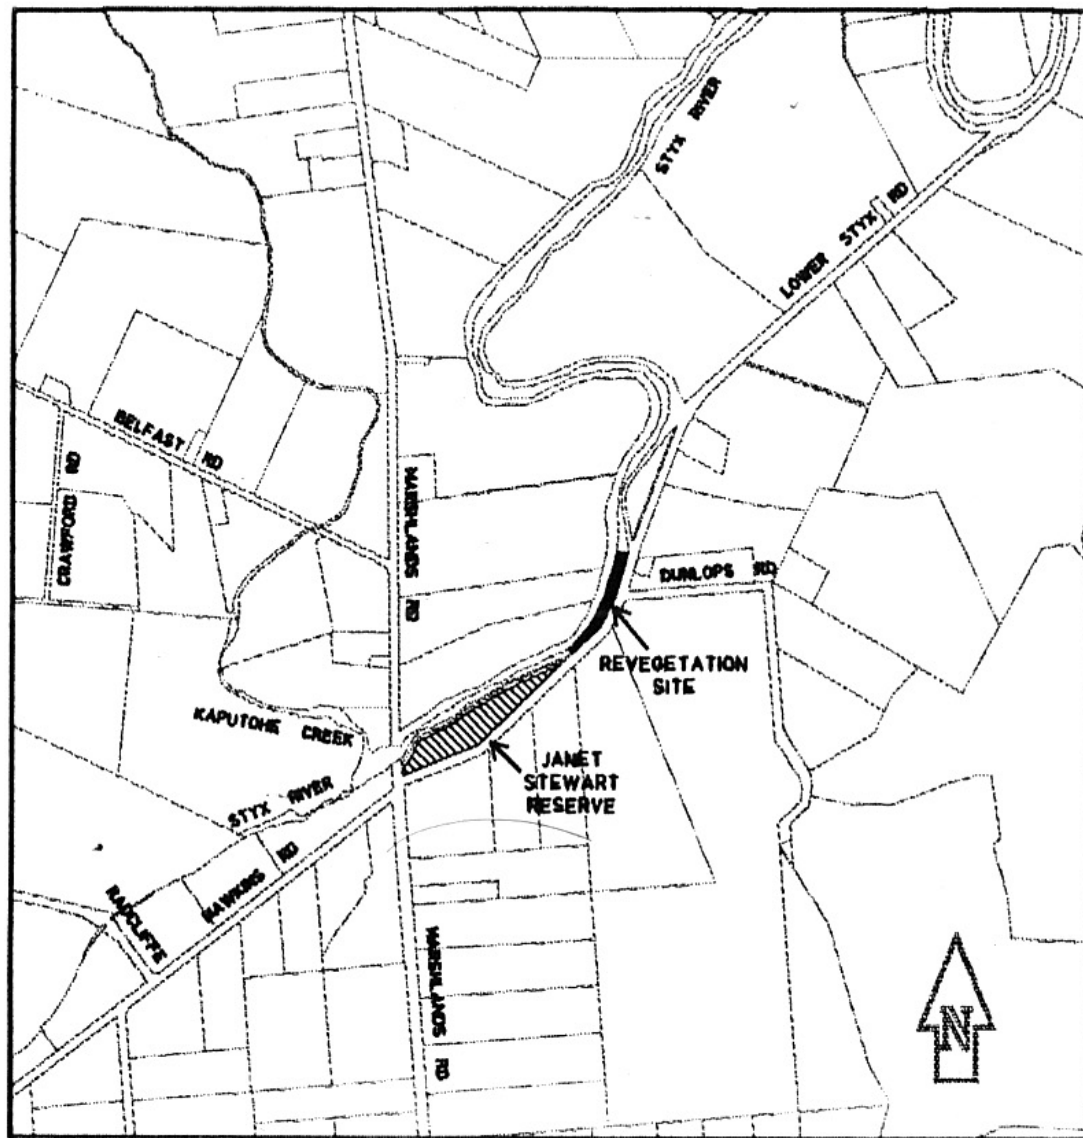 STYX RIVER
LOWER STYX RD
BELFAST RD
CRAWFORD RD
MARSHLANDS RD
DUNLOPS RD
REVEGETATION
SITE
KAPUTOHE CREEK
JANET
STEWART
RESERVE
STYX RIVER
HAWKINS RD
RADCLIFFE
MARSHLANDS RD
N